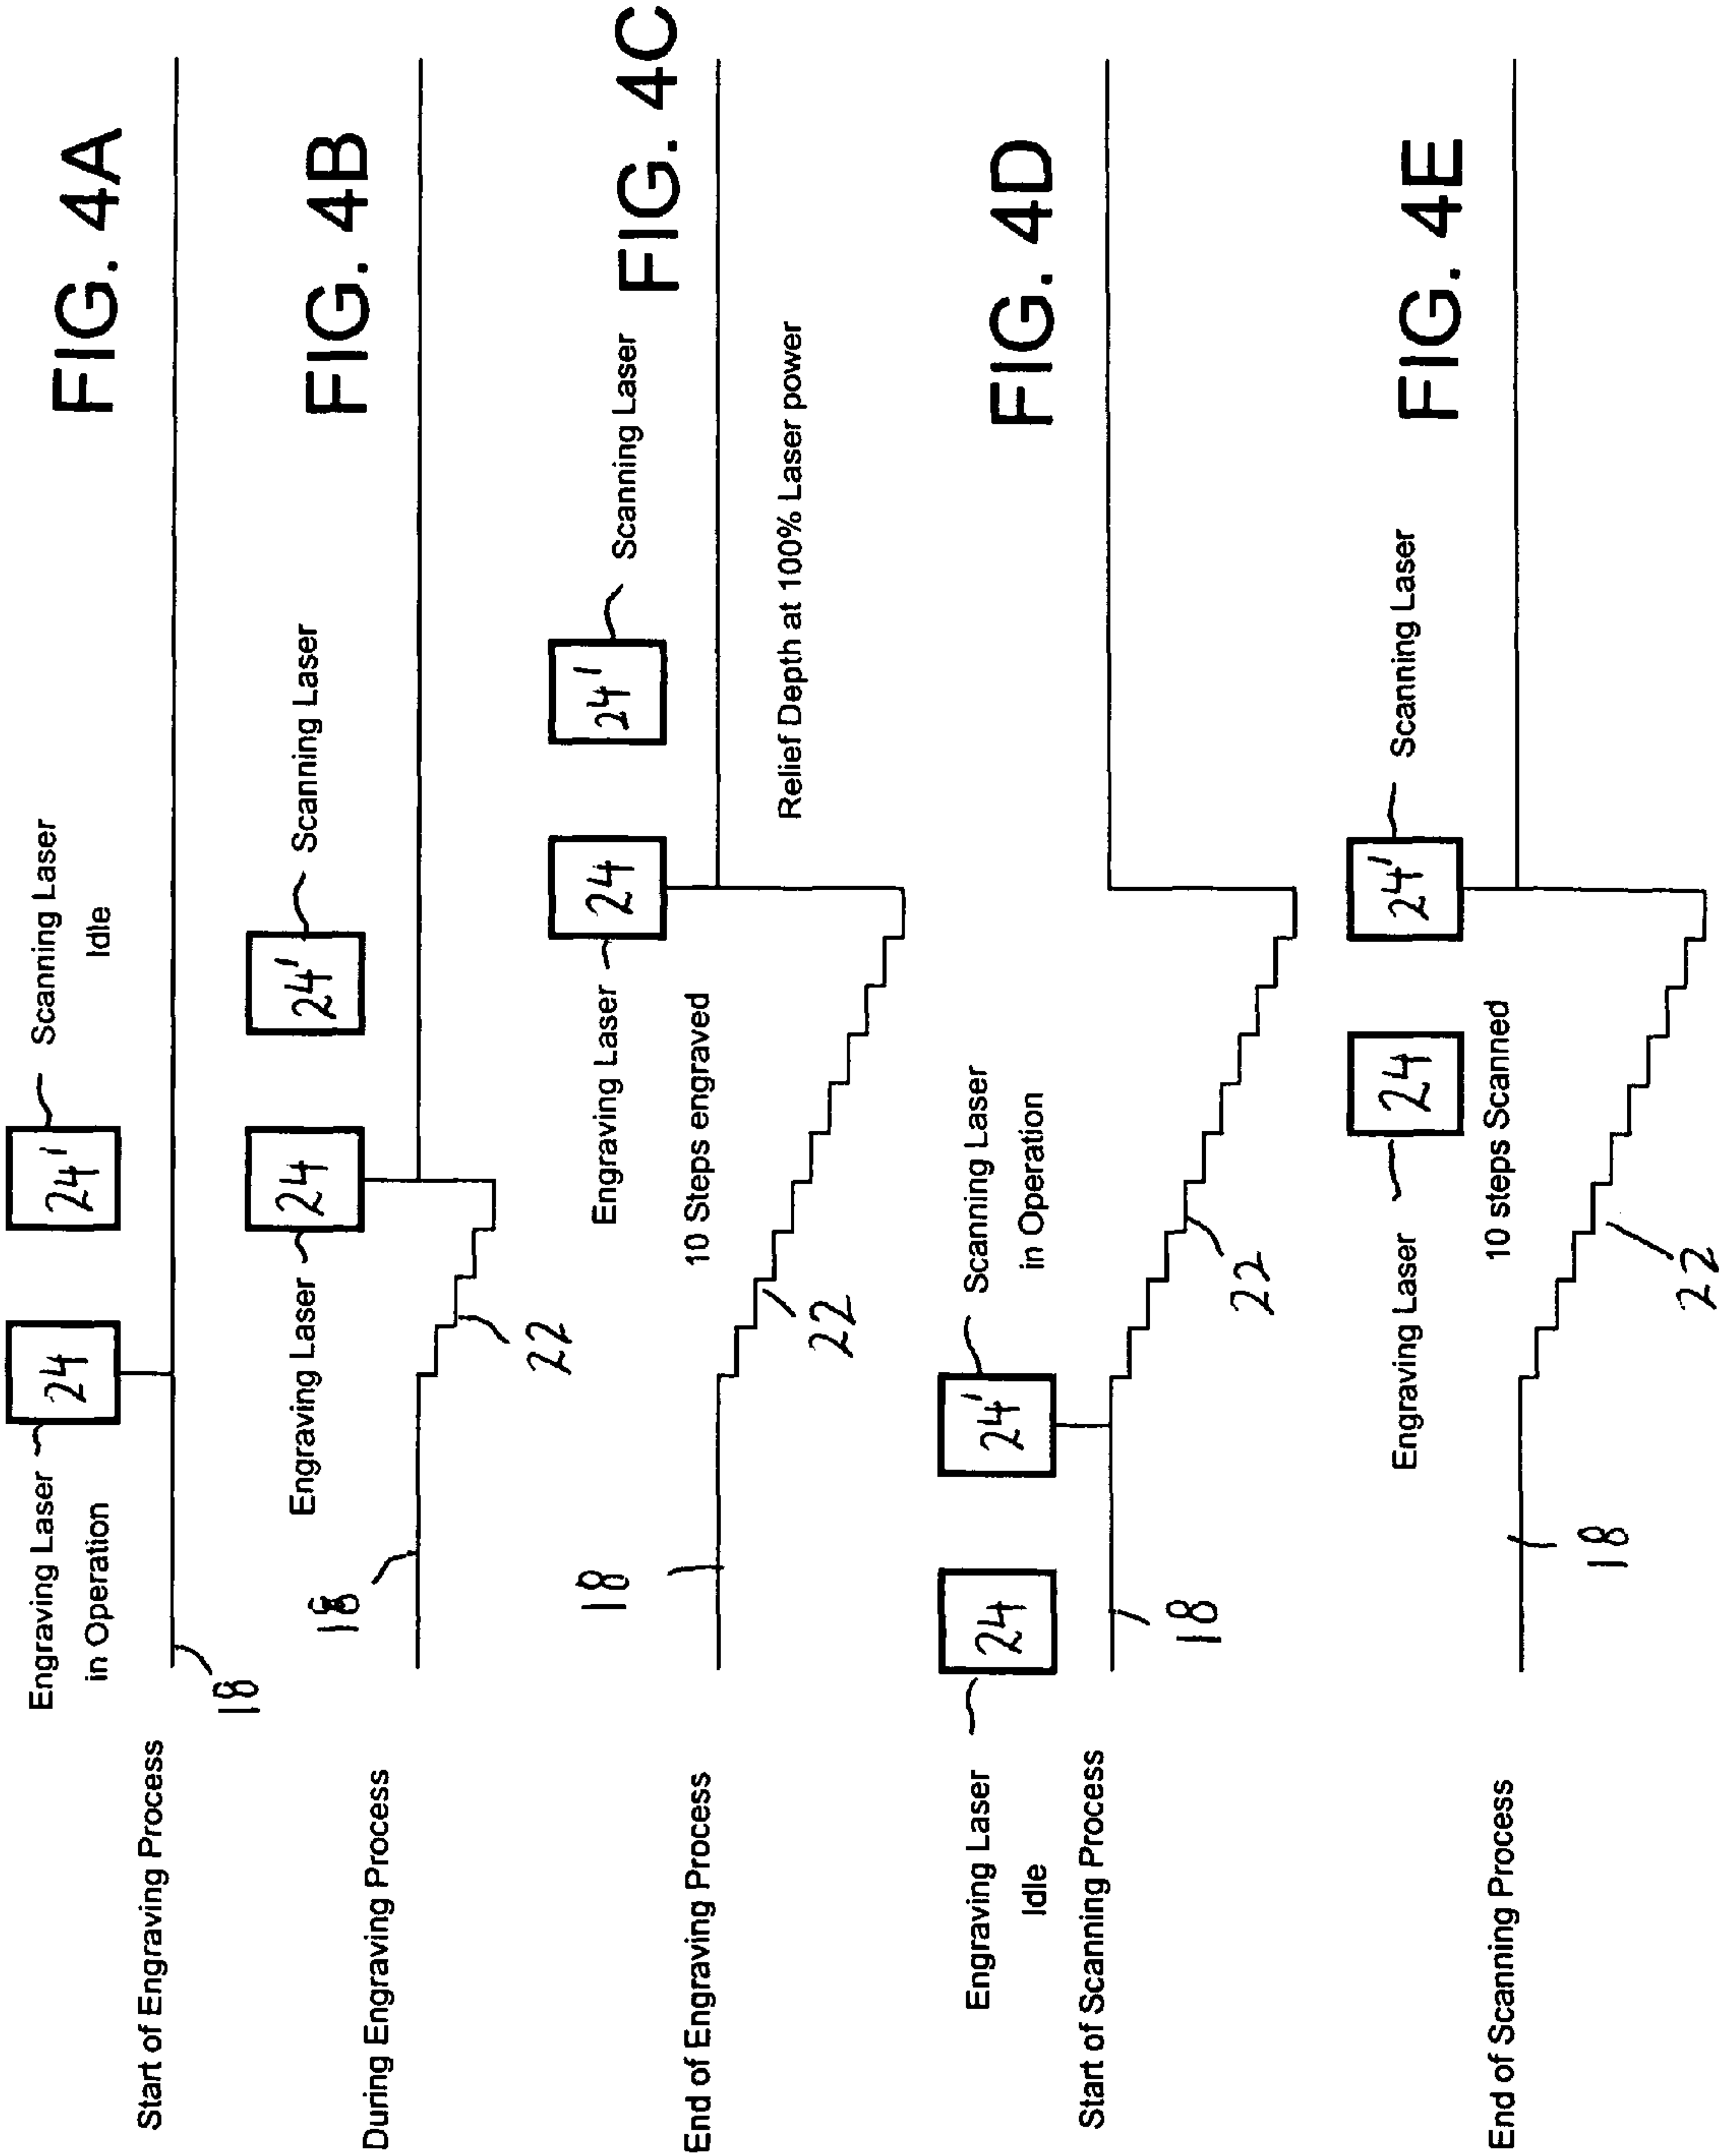 FIG. 4A
Engraving Laser
in Operation
24
24'
Scanning Laser
Idle
18
Start of Engraving Process
FIG. 4B
Engraving Laser
24
24'
Scanning Laser
18
22
During Engraving Process
FIG. 4C
Engraving Laser
24
24'
Scanning Laser
10 Steps engraved
Relief Depth at 100% Laser power
18
22
End of Engraving Process
FIG. 4D
Engraving Laser
Idle
24
24'
Scanning Laser
in Operation
18
22
Start of Scanning Process
FIG. 4E
Engraving Laser
24
24'
Scanning Laser
10 steps Scanned
18
22
End of Scanning Process